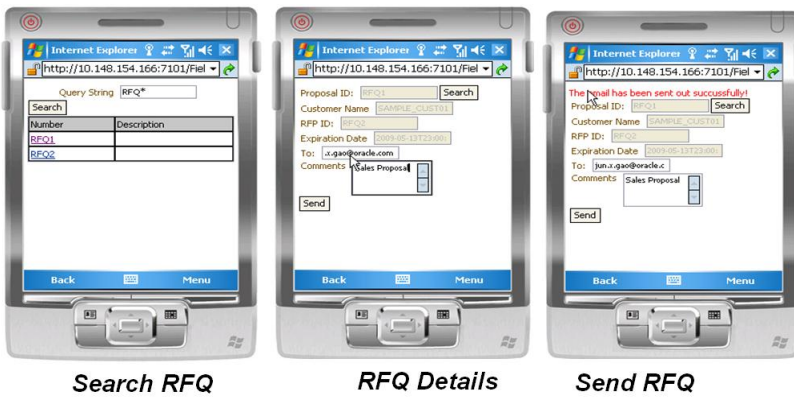 Internet Explorer
http://10.148.154.166:7101/Fiel
Query String RFQ*
Search
Number Description
RFQ1
RFQ2
Back Menu
Search RFQ
Internet Explorer
http://10.148.154.166:7101/Fiel
Proposal ID: RFQ1 Search
Customer Name SAMPLE_CUST01
RFP ID: RFQ2
Expiration Date 2009-05-13T23:00:
To: .x.gao@oracle.com
Comments Sales Proposal
Send
Back Menu
RFQ Details
Internet Explorer
http://10.148.154.166:7101/Fiel
The email has been sent out succussfully!
Proposal ID: RFQ1 Search
Customer Name SAMPLE_CUST01
RFP ID: RFQ2
Expiration Date 2009-05-13T23:00:
To: jun.x.gao@oracle.c
Comments Sales Proposal
Send
Back Menu
Send RFQ